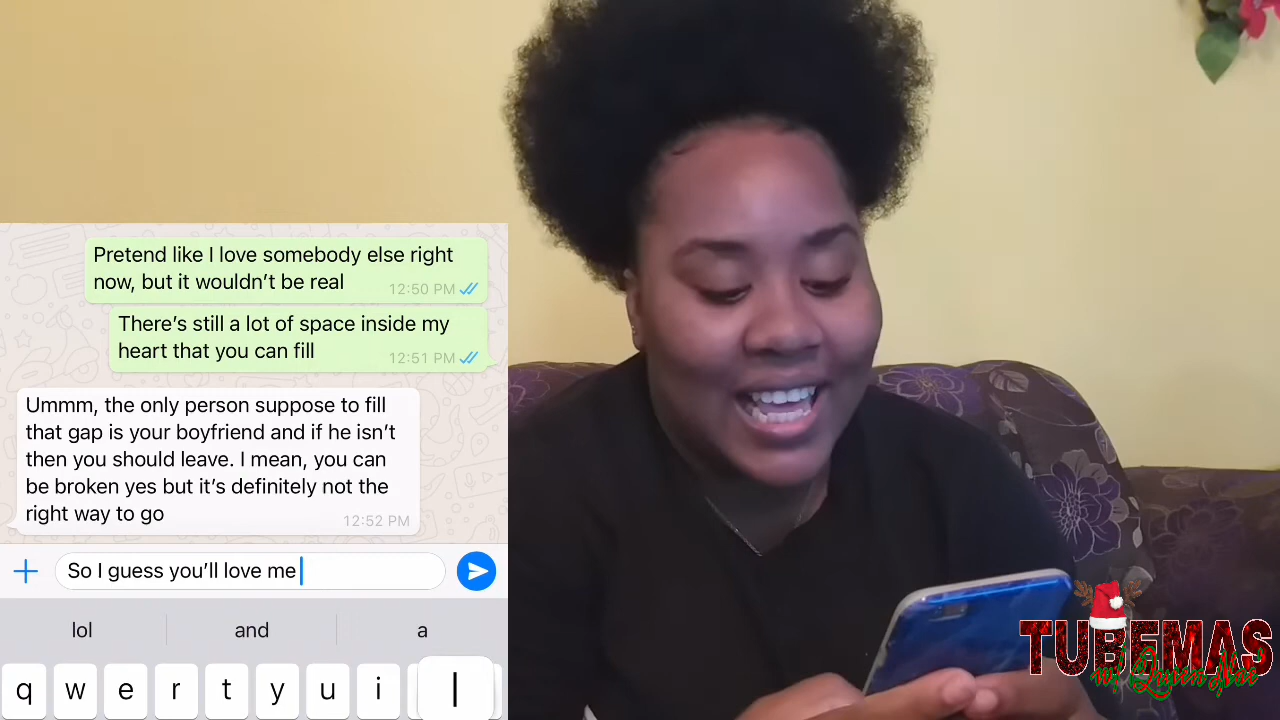 Pretend like I love somebody else right
now, but it wouldn't be real
12:50 PM
There's still a lot of space inside my
heart that you can fill
12:51 PM
Ummm, the only person suppose to fill
that gap is your boyfriend and if he isn't
then you should leave. I mean, you can
be broken yes but it's definitely not the
right way to go
12:52 PM
So I guess you'll love me
lol and a
q w e r t y u i l
TUBEMAS
w/ Queen Nae